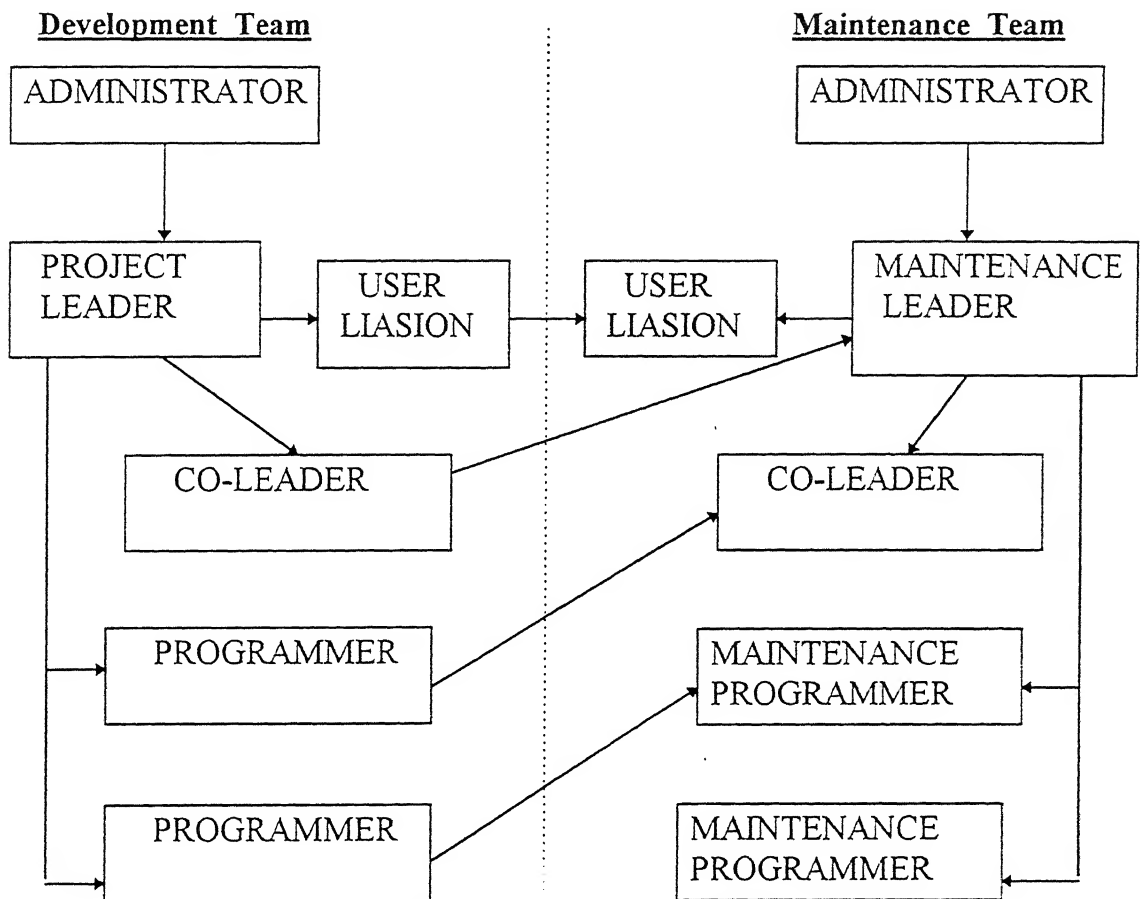 Development Team
Maintenance Team
ADMINISTRATOR
ADMINISTRATOR
PROJECT
LEADER
USER
LIASION
USER
LIASION
MAINTENANCE
LEADER
CO-LEADER
CO-LEADER
PROGRAMMER
MAINTENANCE
PROGRAMMER
PROGRAMMER
MAINTENANCE
PROGRAMMER